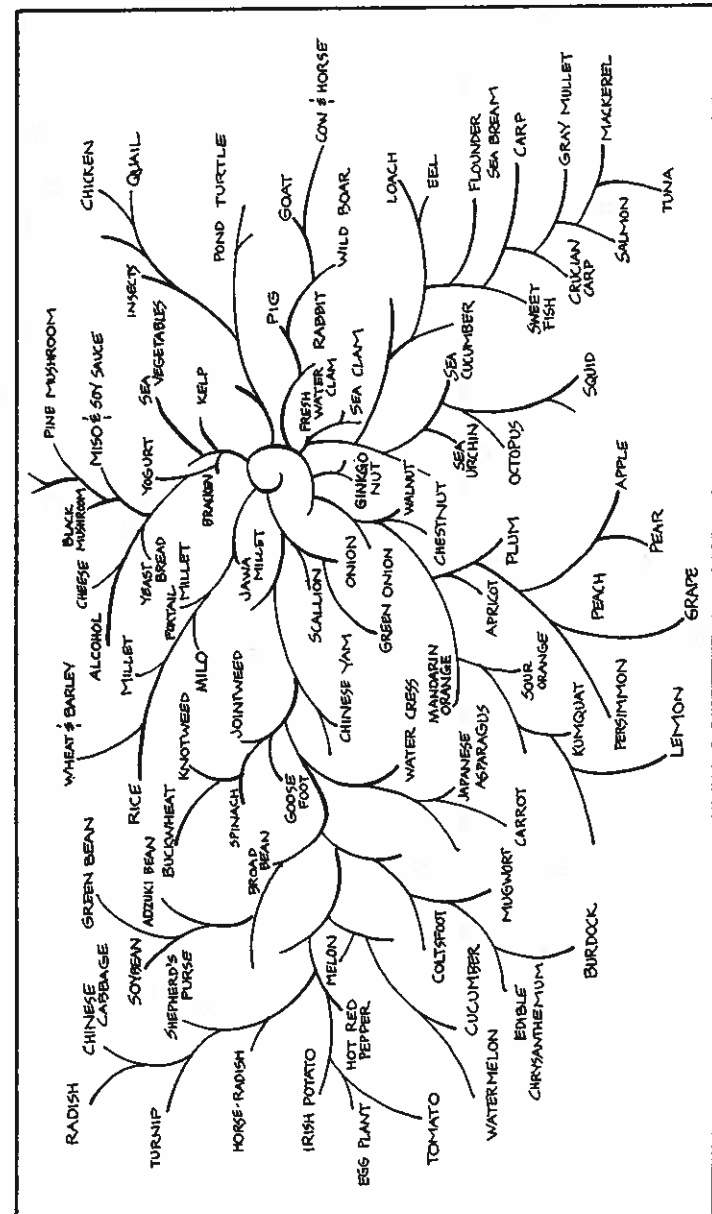 RADISH
CHINESE
CABBAGE
GREEN BEAN
WHEAT & BARLEY
CHEESE
BLACK
MUSHROOM
PINE MUSHROOM
MISO & SOY SAUCE
CHICKEN
QUAIL
INSECTS
TURNIP
SHEPHERD'S
PURSE
SOYBEAN
ADZUKI BEAN
RICE
MILLET
ALCOHOL
YEAST
BREAD
YOGURT
SEA
VEGETABLES
KELP
POND TURTLE
HORSE-RADISH
BUCKWHEAT
KNOTWEED
MILO
FOXTAIL
MILLET
BRACKEN
PIG
GOAT
COW & HORSE
SPINACH
JOINTWEED
BROAD
BEAN
GOOSE
FOOT
JAWA
MILLET
RABBIT
WILD BOAR
IRISH POTATO
MELON
SCALLION
FRESH
WATER
CLAM
SEA CLAM
LOACH
EEL
EGG PLANT
HOT RED
PEPPER
CHINESE YAM
ONION
GREEN ONION
GINKGO
NUT
WALNUT
CHESTNUT
SEA
CUCUMBER
FLOUNDER
SEA BREAM
CARP
TOMATO
COLTSFOOT
WATER CRESS
MANDARIN
ORANGE
SEA
URCHIN
OCTOPUS
SWEET
FISH
CRUCIAN
CARP
GRAY MULLET
MACKEREL
WATERMELON
CUCUMBER
MUGWORT
JAPANESE
ASPARAGUS
CARROT
APRICOT
PLUM
SQUID
SALMON
TUNA
EDIBLE
CHRYSANTHEMUM
BURDOCK
SOUR
ORANGE
KUMQUAT
PERSIMMON
PEACH
APPLE
PEAR
LEMON
GRAPE